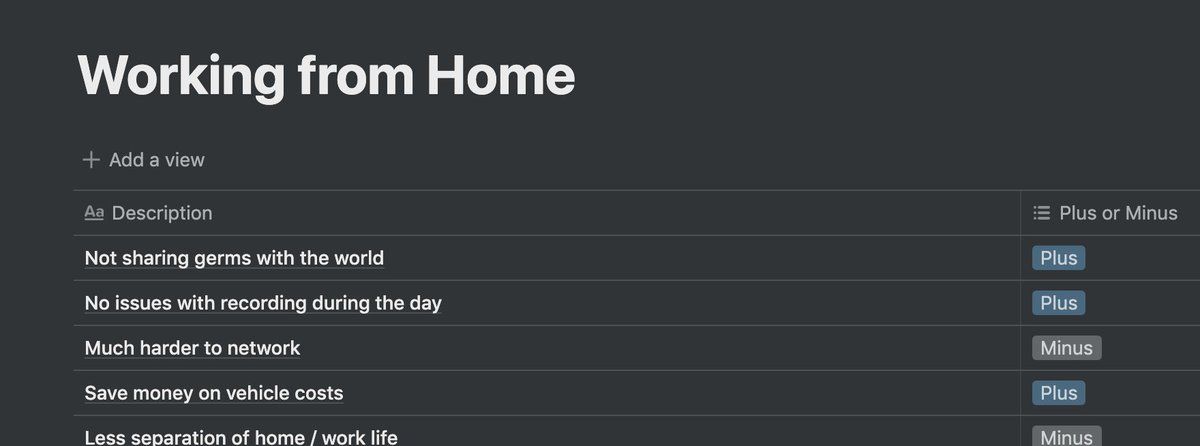 Working from Home
Add a view
Aa Description Plus or Minus
Not sharing germs with the world Plus
No issues with recording during the day Plus
Much harder to network Minus
Save money on vehicle costs Plus
Less separation of home / work life Minus